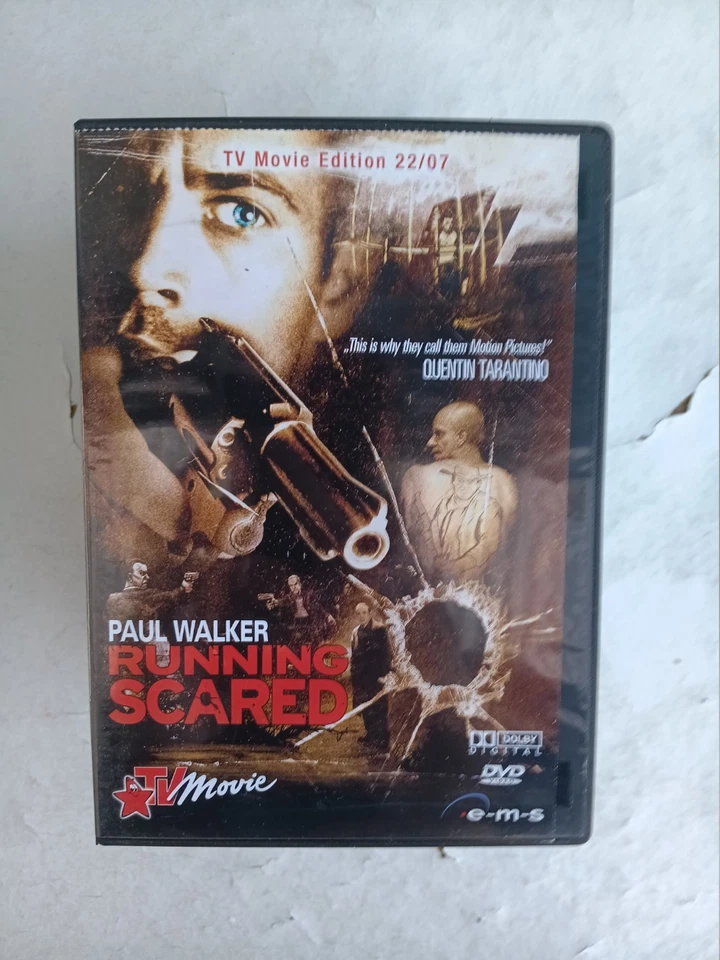 TV Movie Edition 22/07
„This is why they call them Motion Pictures!"
QUENTIN TARANTINO
PAUL WALKER
RUNNING
SCARED
DOLBY
DIGITAL
TV Movie
DVD
VIDEO
e-m-s